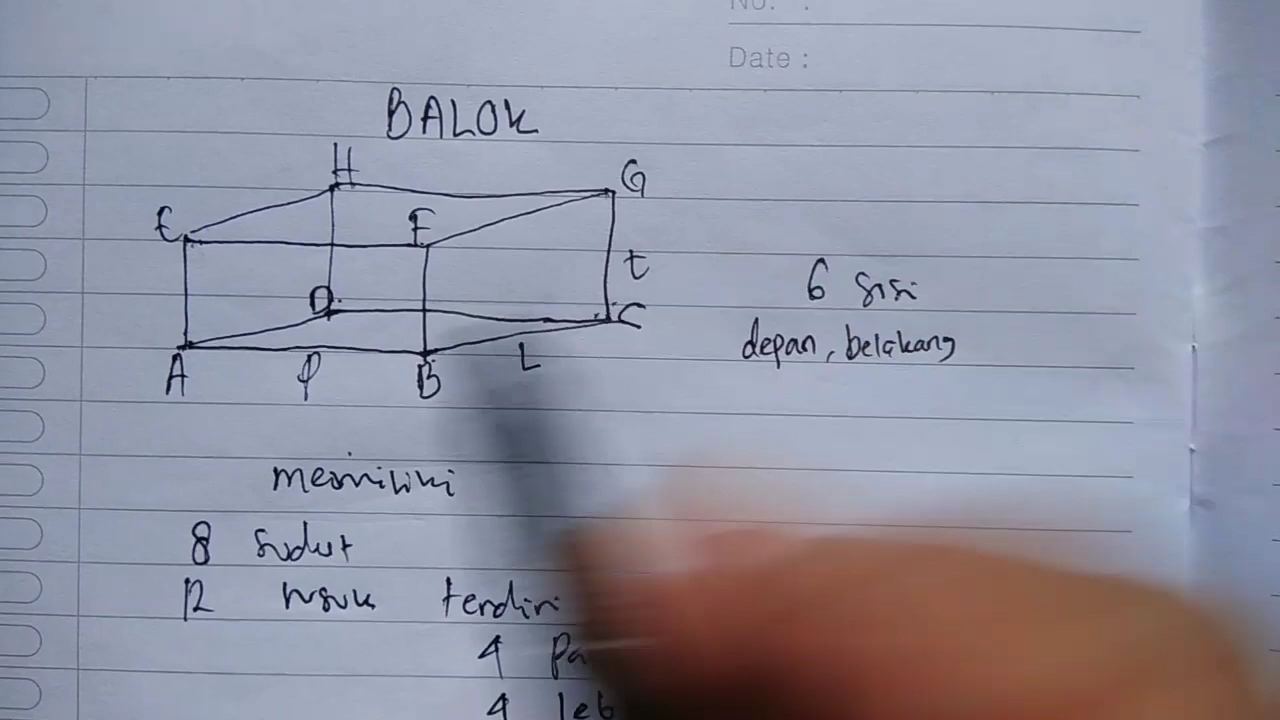 No. :
Date :
BALOK
H
G
E
F
t
D
C
A
P
B
L
6 sisi
depan, belakang
memiliki
8 sudut
12 rusuk terdiri
4
4